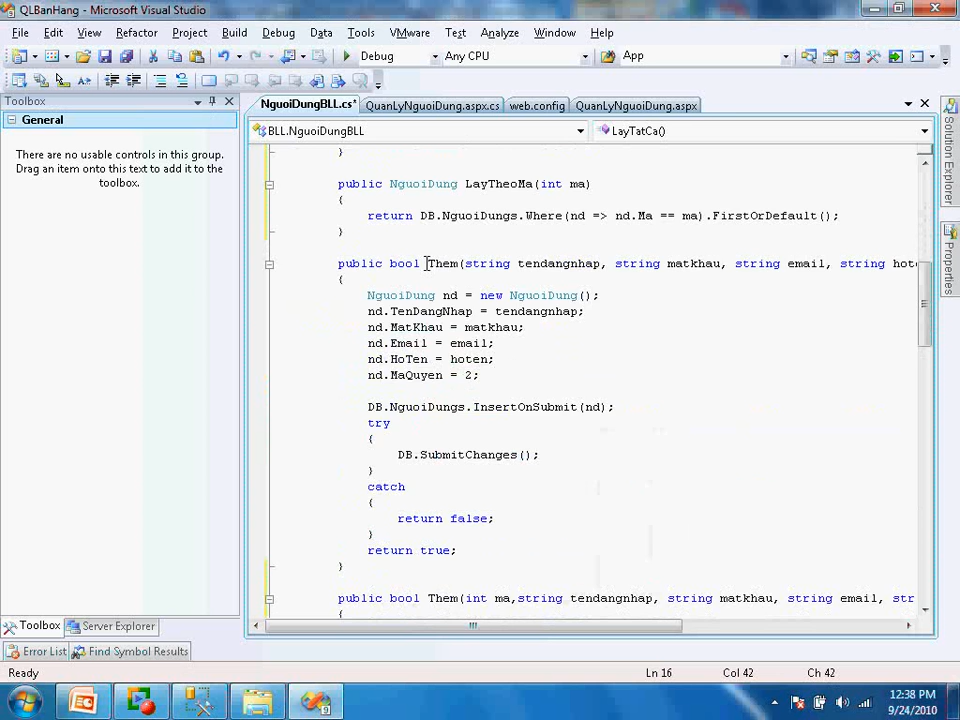 QLBanHang - Microsoft Visual Studio
File Edit View Refactor Project Build Debug Data Tools VMware Test Analyze Window Help
Debug Any CPU App
Toolbox
General
There are no usable controls in this group.
Drag an item onto this text to add it to the
toolbox.
NguoiDungBLL.cs* QuanLyNguoiDung.aspx.cs web.config QuanLyNguoiDung.aspx
BLL.NguoiDungBLL LayTatCa()
}
public NguoiDung LayTheoMa(int ma)
{
return DB.NguoiDungs.Where(nd => nd.Ma == ma).FirstOrDefault();
}
public bool Them(string tendangnhap, string matkhau, string email, string hote
{
NguoiDung nd = new NguoiDung();
nd.TenDangNhap = tendangnhap;
nd.MatKhau = matkhau;
nd.Email = email;
nd.HoTen = hoten;
nd.MaQuyen = 2;
DB.NguoiDungs.InsertOnSubmit(nd);
try
{
DB.SubmitChanges();
}
catch
{
return false;
}
return true;
}
public bool Them(int ma,string tendangnhap, string matkhau, string email, str
{
Solution Explorer
Properties
Toolbox Server Explorer
Error List Find Symbol Results
Ready Ln 16 Col 42 Ch 42
12:38 PM
9/24/2010